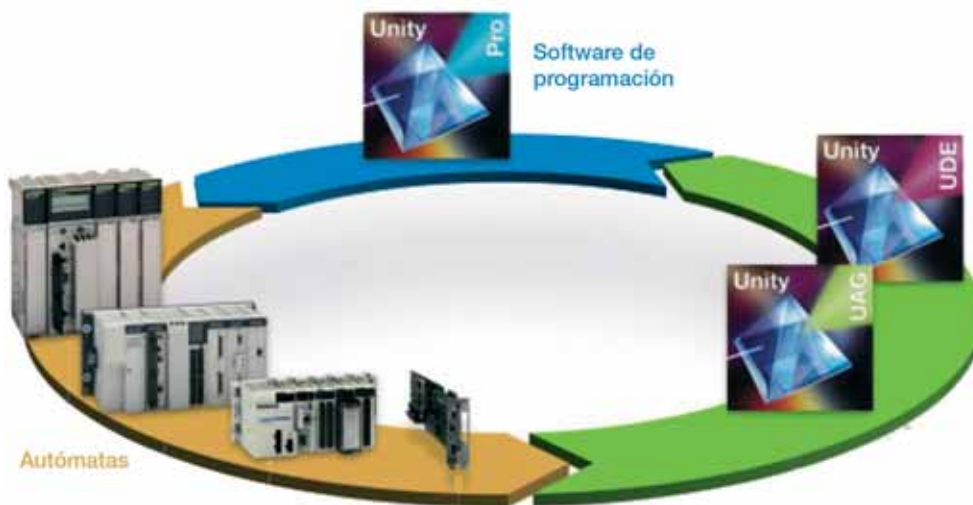 Unity
Pro
Software de
programación
Unity
UDE
Unity
UAG
Autómatas